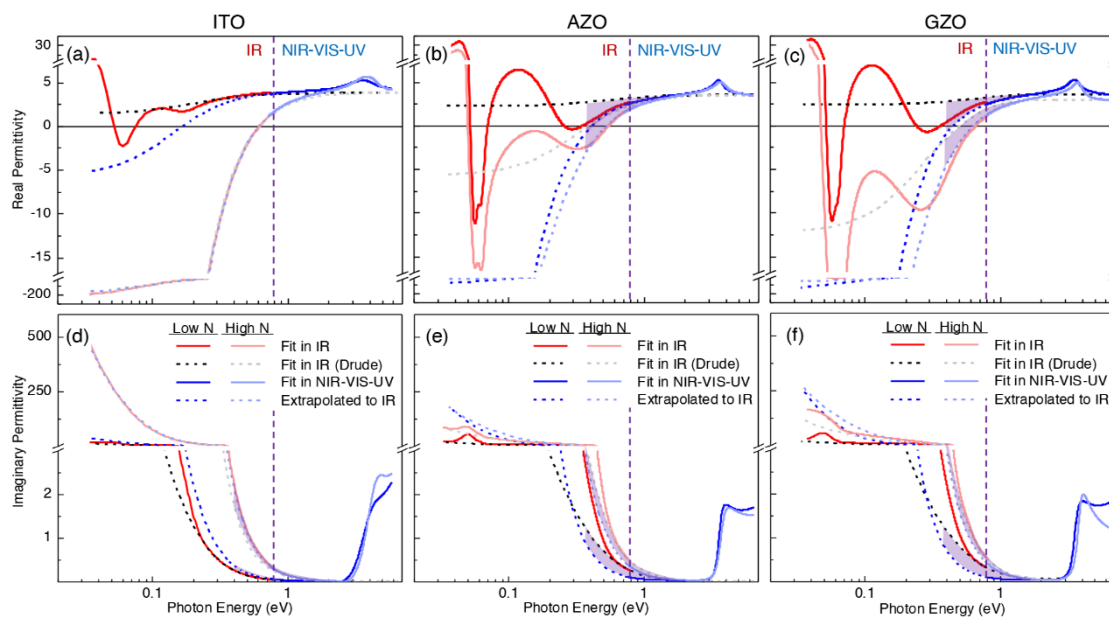 ITO AZO GZO
30 (a) IR NIR-VIS-UV (b) IR NIR-VIS-UV (c) IR NIR-VIS-UV
5
0
-5
-10
-15
-200
Real Permittivity
(d) Low N High N (e) Low N High N (f) Low N High N
500
Fit in IR Fit in IR Fit in IR
Fit in IR (Drude) Fit in IR (Drude) Fit in IR (Drude)
250
Fit in NIR-VIS-UV Fit in NIR-VIS-UV Fit in NIR-VIS-UV
Extrapolated to IR Extrapolated to IR Extrapolated to IR
2
1
Imaginary Permittivity
0.1 1 0.1 1 0.1 1
Photon Energy (eV) Photon Energy (eV) Photon Energy (eV)